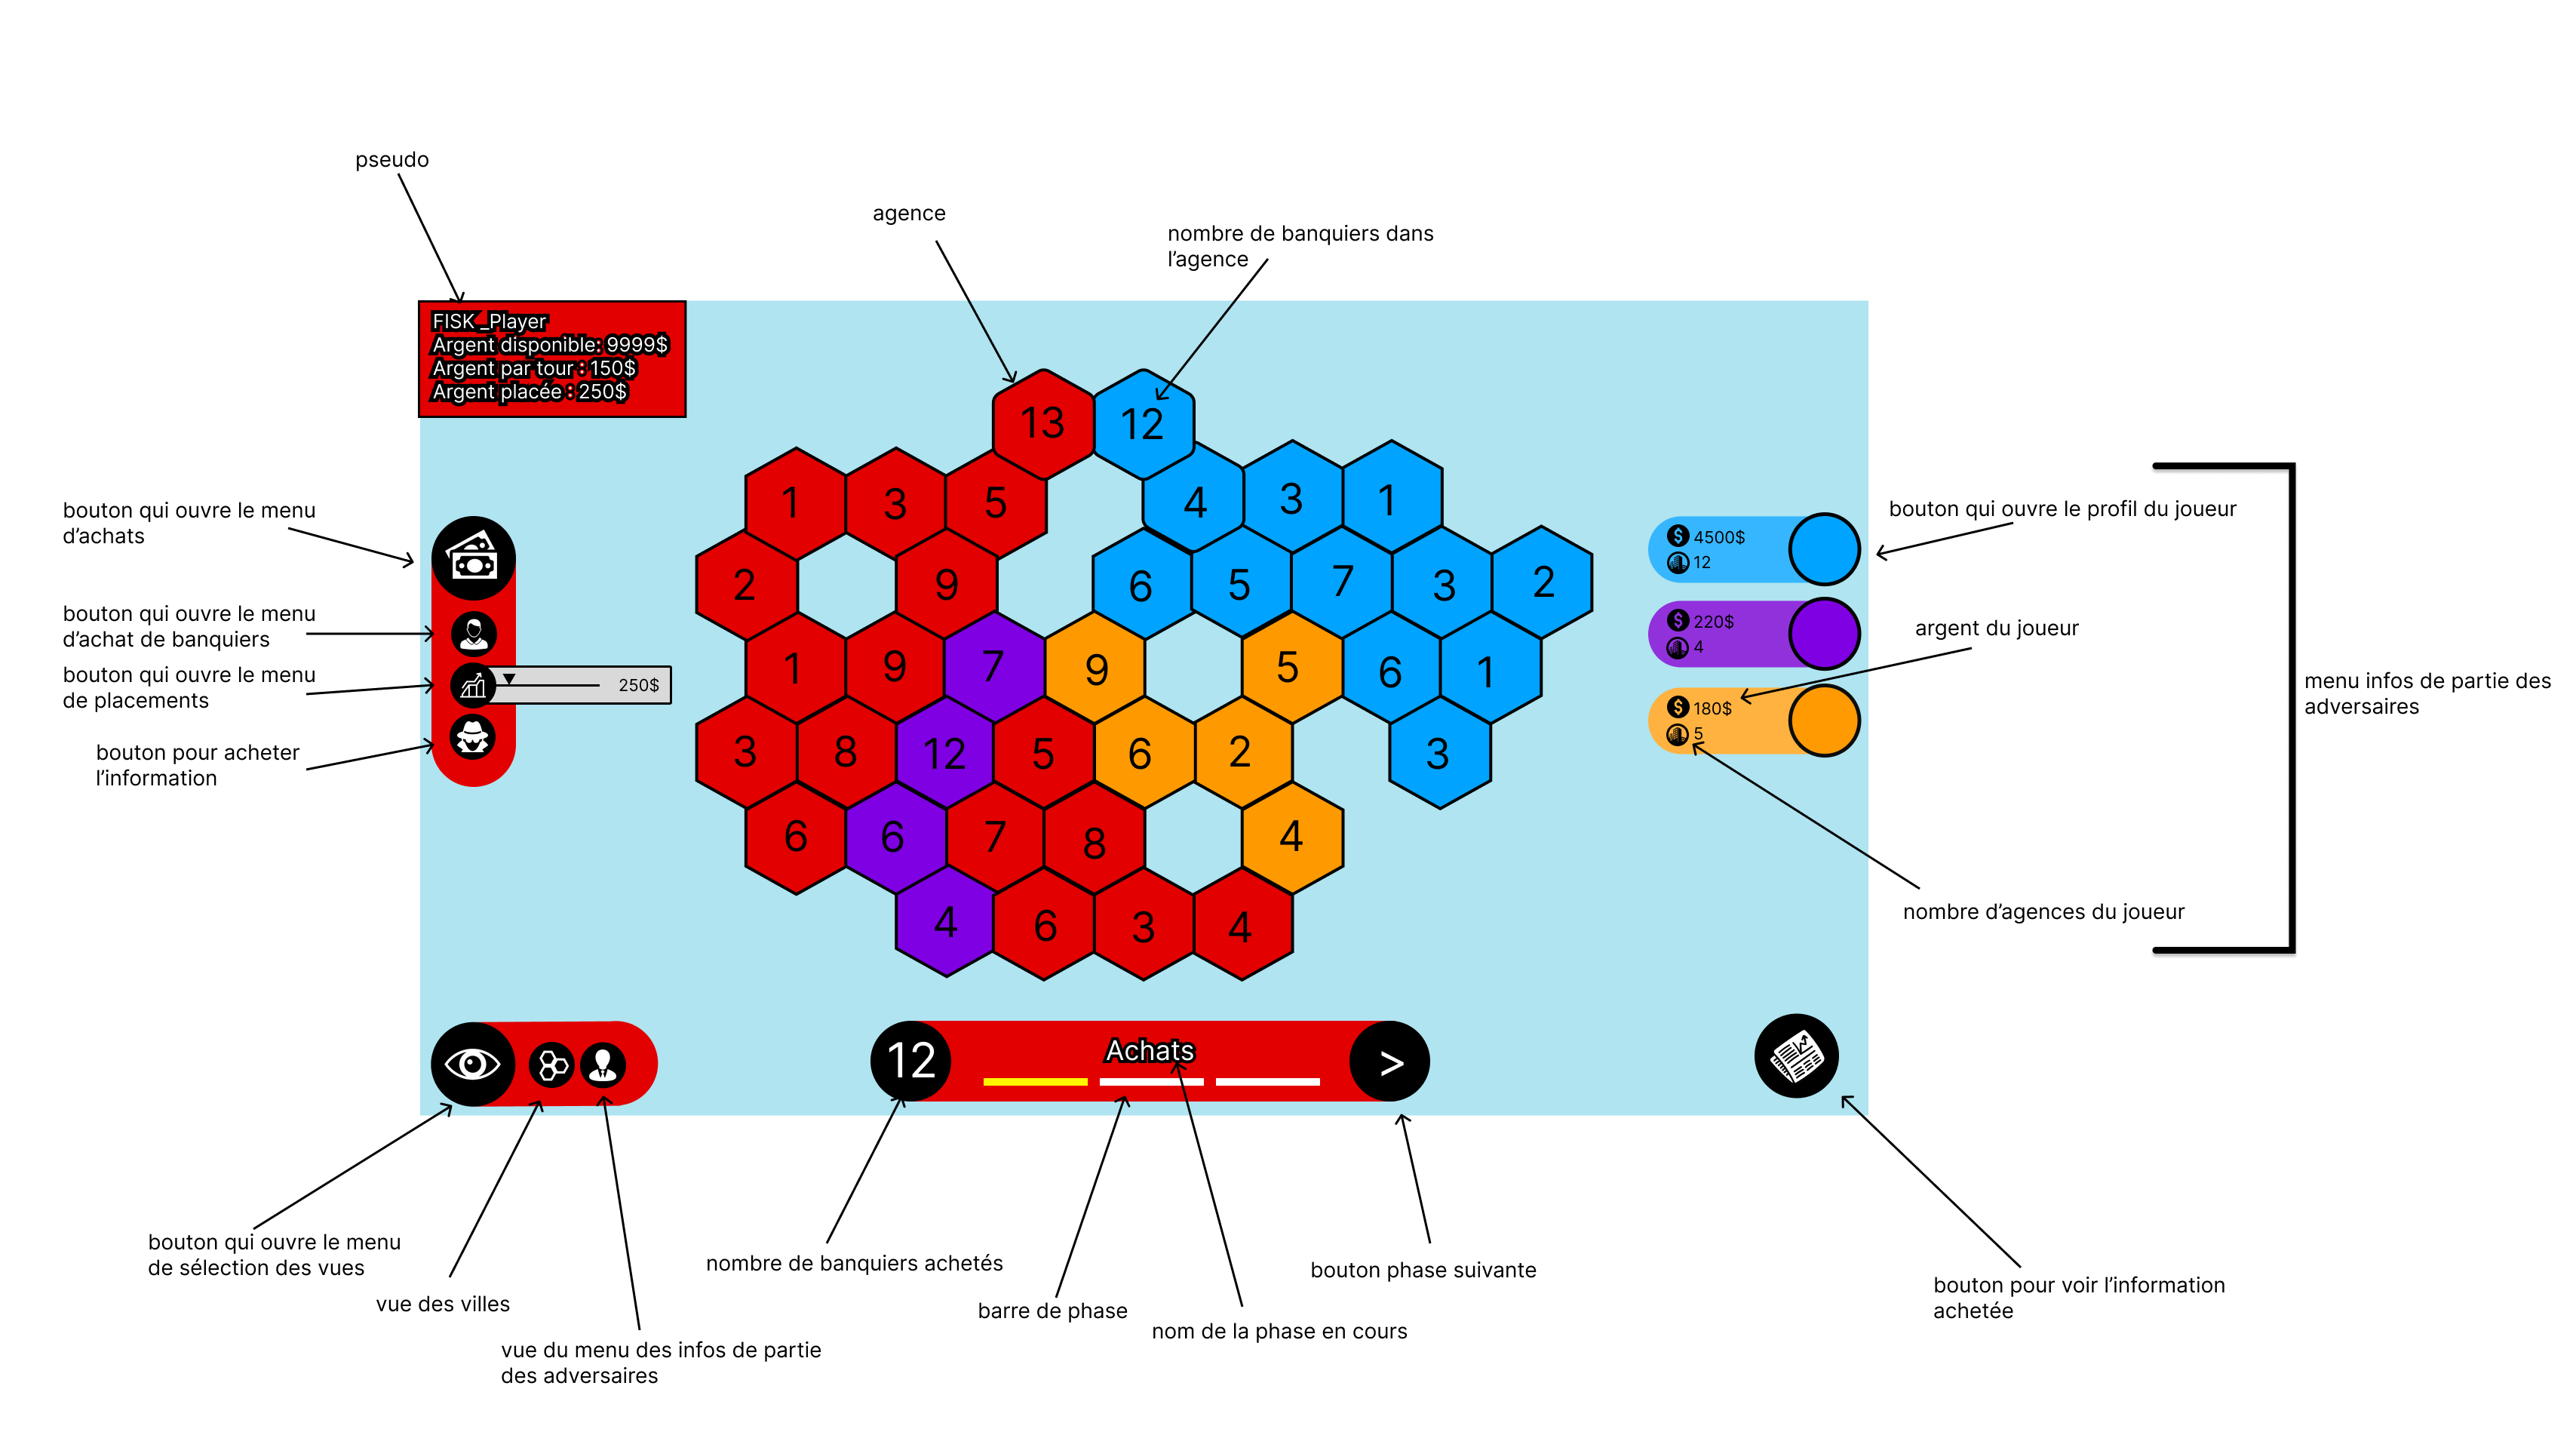 pseudo
agence
nombre de banquiers dans
l’agence
FISK_Player
Argent disponible: 9999$
Argent par tour : 150$
Argent placée : 250$
13
12
1
3
5
4
3
1
bouton qui ouvre le menu
d’achats
bouton qui ouvre le profil du joueur
4500$
12
2
9
6
5
7
3
2
bouton qui ouvre le menu
d’achat de banquiers
220$
4
argent du joueur
1
9
7
9
5
6
1
bouton qui ouvre le menu
de placements
250$
180$
5
menu infos de partie des
adversaires
3
8
12
5
6
2
3
bouton pour acheter
l’information
6
6
7
8
4
4
6
3
4
nombre d’agences du joueur
12
Achats
>
bouton qui ouvre le menu
de sélection des vues
vue des villes
vue du menu des infos de partie
des adversaires
nombre de banquiers achetés
barre de phase
nom de la phase en cours
bouton phase suivante
bouton pour voir l’information
achetée